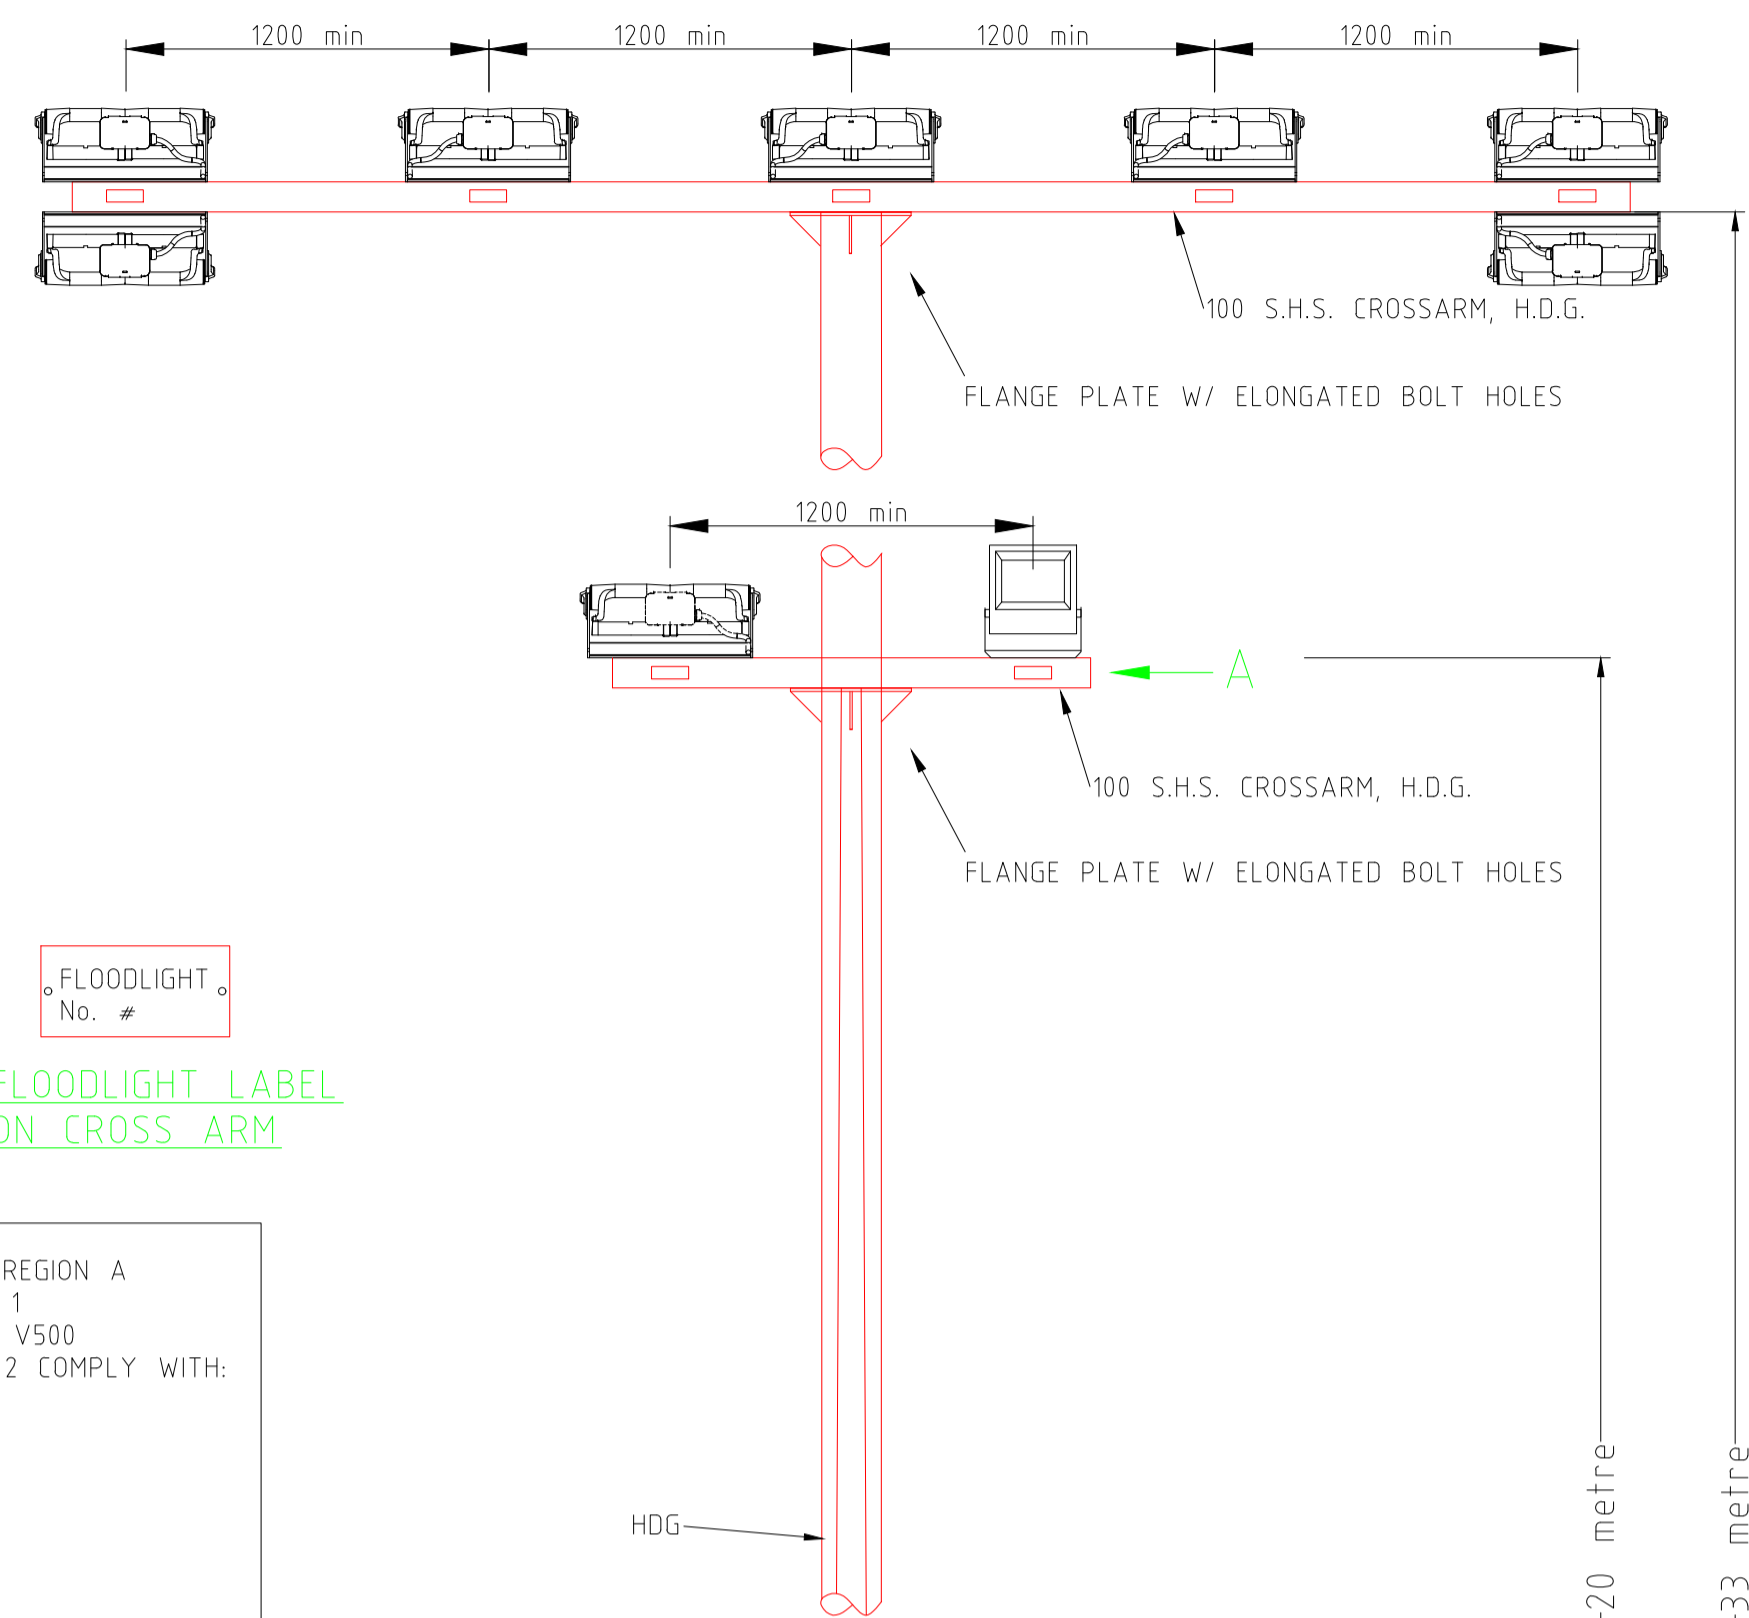 1200 min
1200 min
1200 min
1200 min
100 S.H.S. CROSSARM, H.D.G.
FLANGE PLATE W/ ELONGATED BOLT HOLES
1200 min
A
100 S.H.S. CROSSARM, H.D.G.
FLANGE PLATE W/ ELONGATED BOLT HOLES
FLOODLIGHT
No. #
FLOODLIGHT LABEL
ON CROSS ARM
REGION A
1
V500
2 COMPLY WITH:
HDG
-20 metre
-33 metre